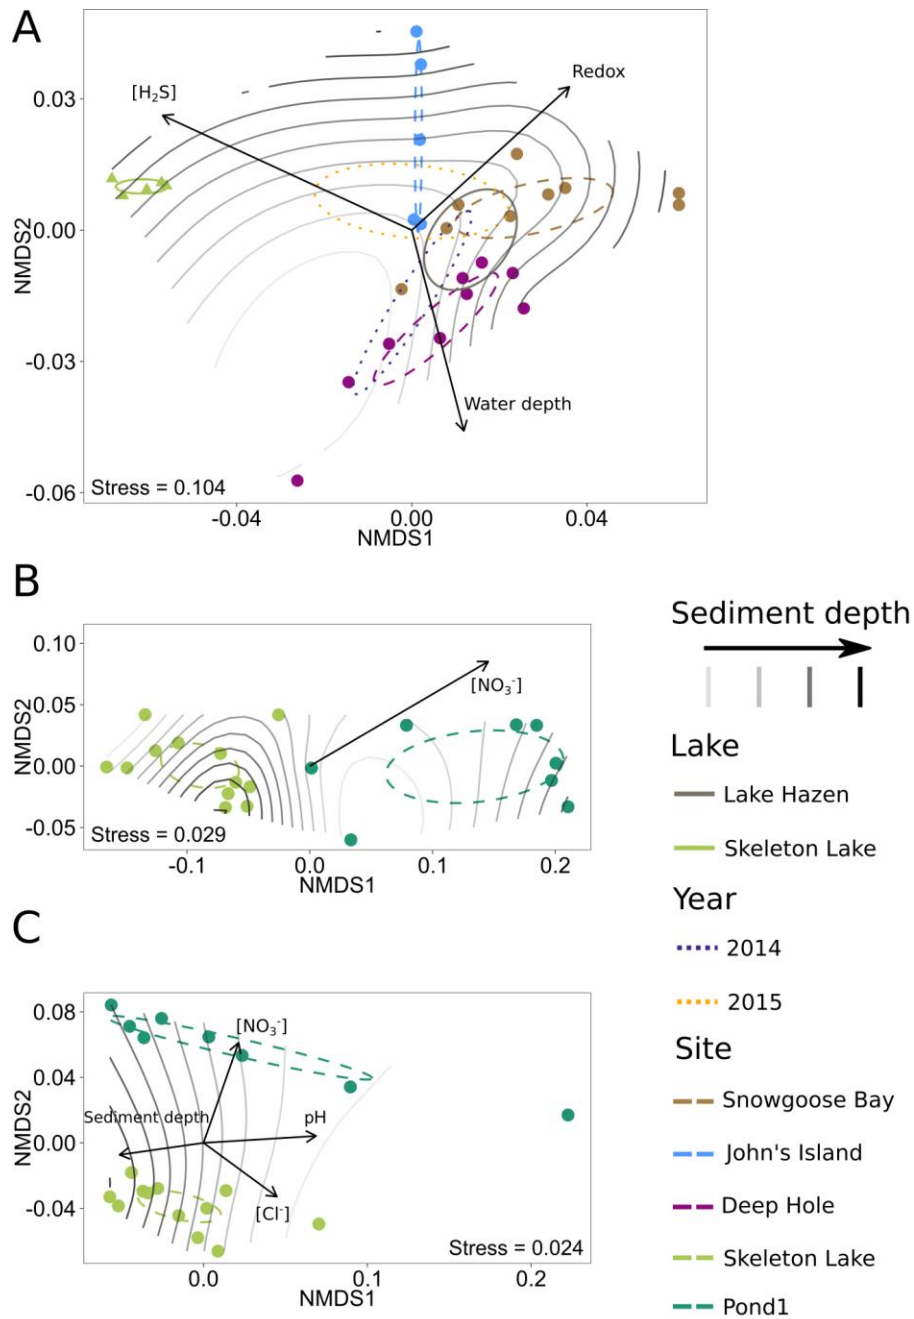 A
[H₂S]
Redox
0.03
0.00
-0.03
-0.06
NMDS2
Water depth
Stress = 0.104
-0.04
0.00
0.04
NMDS1
B
0.10
0.05
0.00
-0.05
NMDS2
[NO₃⁻]
Stress = 0.029
-0.1
0.0
0.1
0.2
NMDS1
C
0.08
0.04
0.00
-0.04
NMDS2
[NO₃⁻]
Sediment depth
pH
[Cl⁻]
Stress = 0.024
0.0
0.1
0.2
NMDS1
Sediment depth
Lake
Lake Hazen
Skeleton Lake
Year
2014
2015
Site
Snowgoose Bay
John's Island
Deep Hole
Skeleton Lake
Pond1